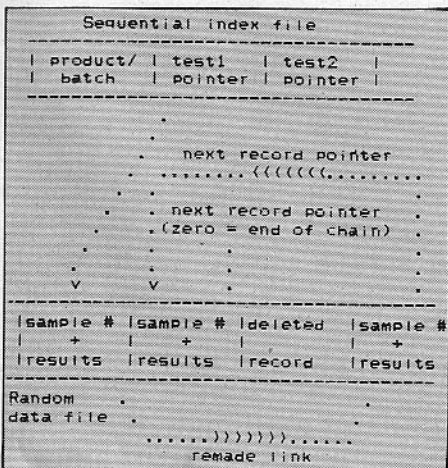 Sequential index file
| product/ | test1 | test2 |
| batch | pointer | pointer |
next record pointer
........(((((((.........
next record pointer
(zero = end of chain)
v v
|sample # |sample # |deleted |sample #
| + | + | | +
|results |results |record |results
Random
data file
......)))))))......
remade link